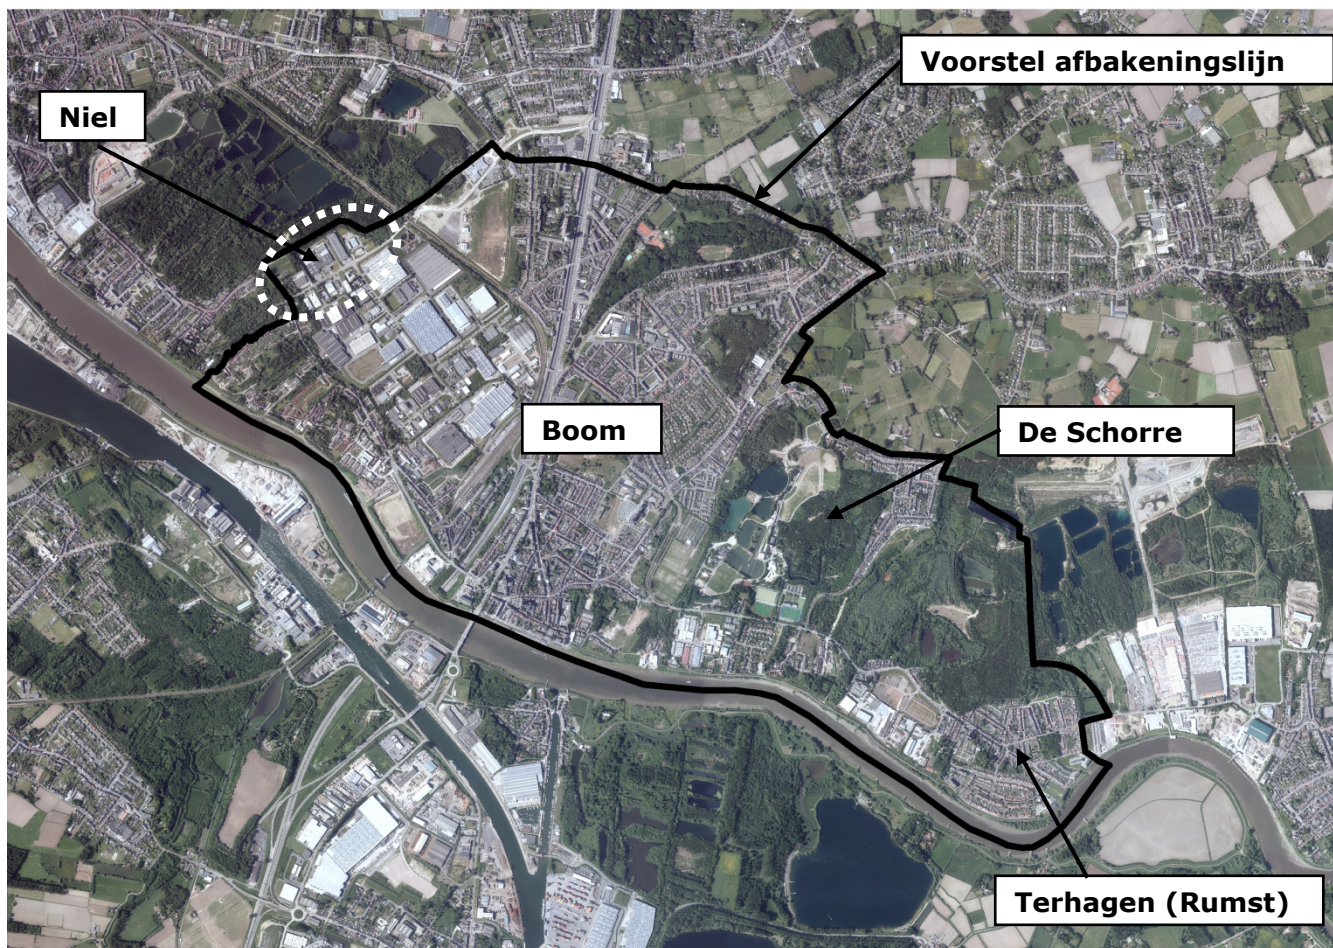 Voorstel afbakeningslijn
Niel
Boom
De Schorre
Terhagen (Rumst)